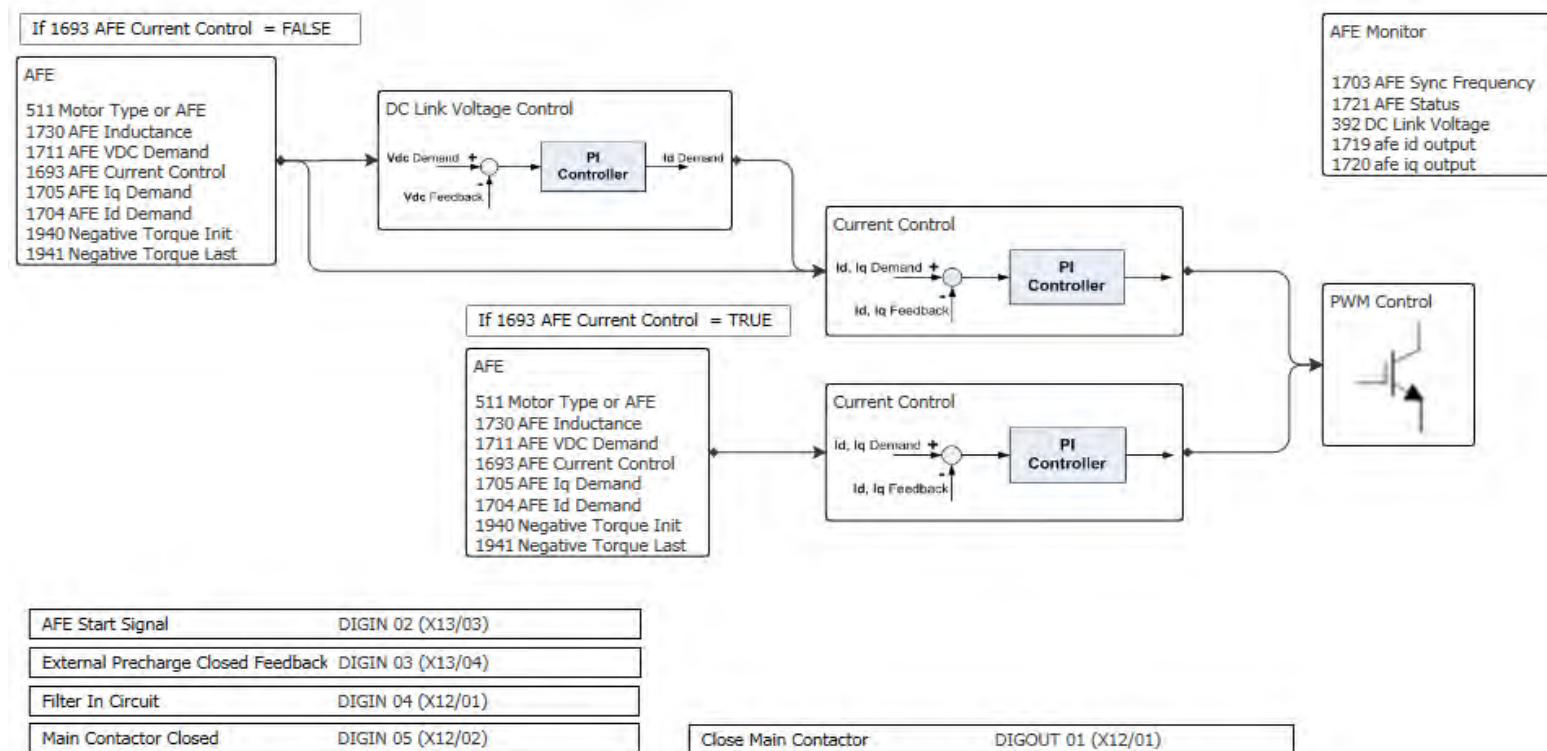 If 1693 AFE Current Control = FALSE
AFE
511 Motor Type or AFE
1730 AFE Inductance
1711 AFE VDC Demand
1693 AFE Current Control
1705 AFE Iq Demand
1704 AFE Id Demand
1940 Negative Torque Init
1941 Negative Torque Last
DC Link Voltage Control
Vdc Demand +
PI
Controller
Id Demand
-
Vdc Feedback
AFE Monitor
1703 AFE Sync Frequency
1721 AFE Status
392 DC Link Voltage
1719 afe id output
1720 afe iq output
Current Control
Id, Iq Demand +
PI
Controller
-
Id, Iq Feedback
If 1693 AFE Current Control = TRUE
AFE
511 Motor Type or AFE
1730 AFE Inductance
1711 AFE VDC Demand
1693 AFE Current Control
1705 AFE Iq Demand
1704 AFE Id Demand
1940 Negative Torque Init
1941 Negative Torque Last
Current Control
Id, Iq Demand +
PI
Controller
-
Id, Iq Feedback
PWM Control
AFE Start Signal DIGIN 02 (X13/03)
External Precharge Closed Feedback DIGIN 03 (X13/04)
Filter In Circuit DIGIN 04 (X12/01)
Main Contactor Closed DIGIN 05 (X12/02)
Close Main Contactor DIGOUT 01 (X12/01)